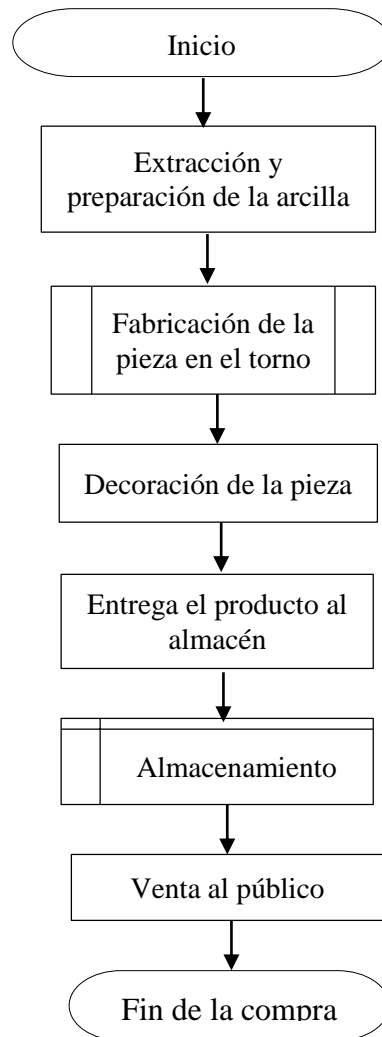 Inicio
Extracción y
preparación de la arcilla
Fabricación de la
pieza en el torno
Decoración de la pieza
Entrega el producto al
almacén
Almacenamiento
Venta al público
Fin de la compra